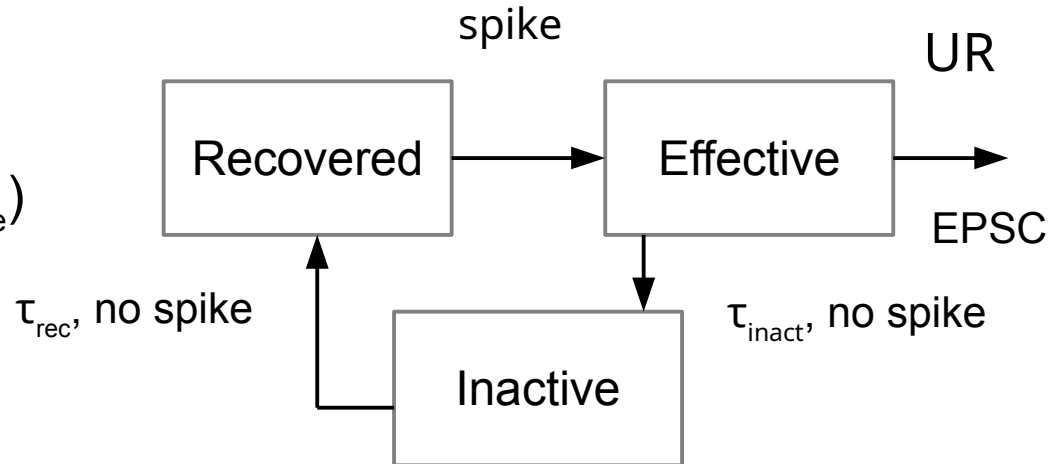 spike
UR
Recovered
Effective
e)
EPSC
τrec, no spike
τinact, no spike
Inactive